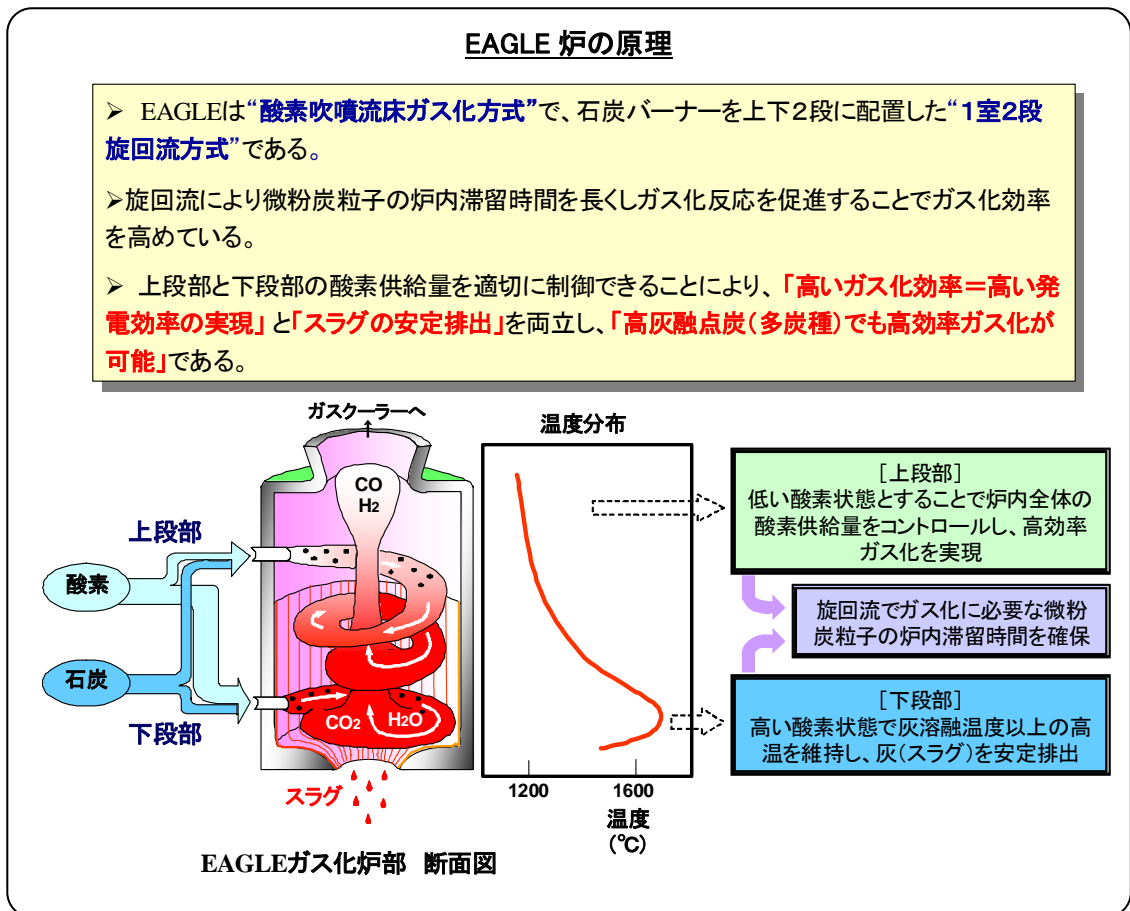 EAGLE 炉の原理
➢ EAGLEは“酸素吹噴流床ガス化方式”で、石炭バーナーを上下２段に配置した“１室２段
旋回流方式”である。
➢旋回流により微粉炭粒子の炉内滞留時間を長くしガス化反応を促進することでガス化効率
を高めている。
➢ 上段部と下段部の酸素供給量を適切に制御できることにより、「高いガス化効率＝高い発
電効率の実現」と「スラグの安定排出」を両立し、「高灰融点炭（多炭種）でも高効率ガス化が
可能」である。
ガスクーラーへ
温度分布
CO
H2
上段部
酸素
石炭
下段部
CO2
H2O
スラグ
1200
1600
温度
(℃)
［上段部］
低い酸素状態とすることで炉内全体の
酸素供給量をコントロールし、高効率
ガス化を実現
旋回流でガス化に必要な微粉
炭粒子の炉内滞留時間を確保
［下段部］
高い酸素状態で灰溶融温度以上の高
温を維持し、灰（スラグ）を安定排出
EAGLEガス化炉部 断面図